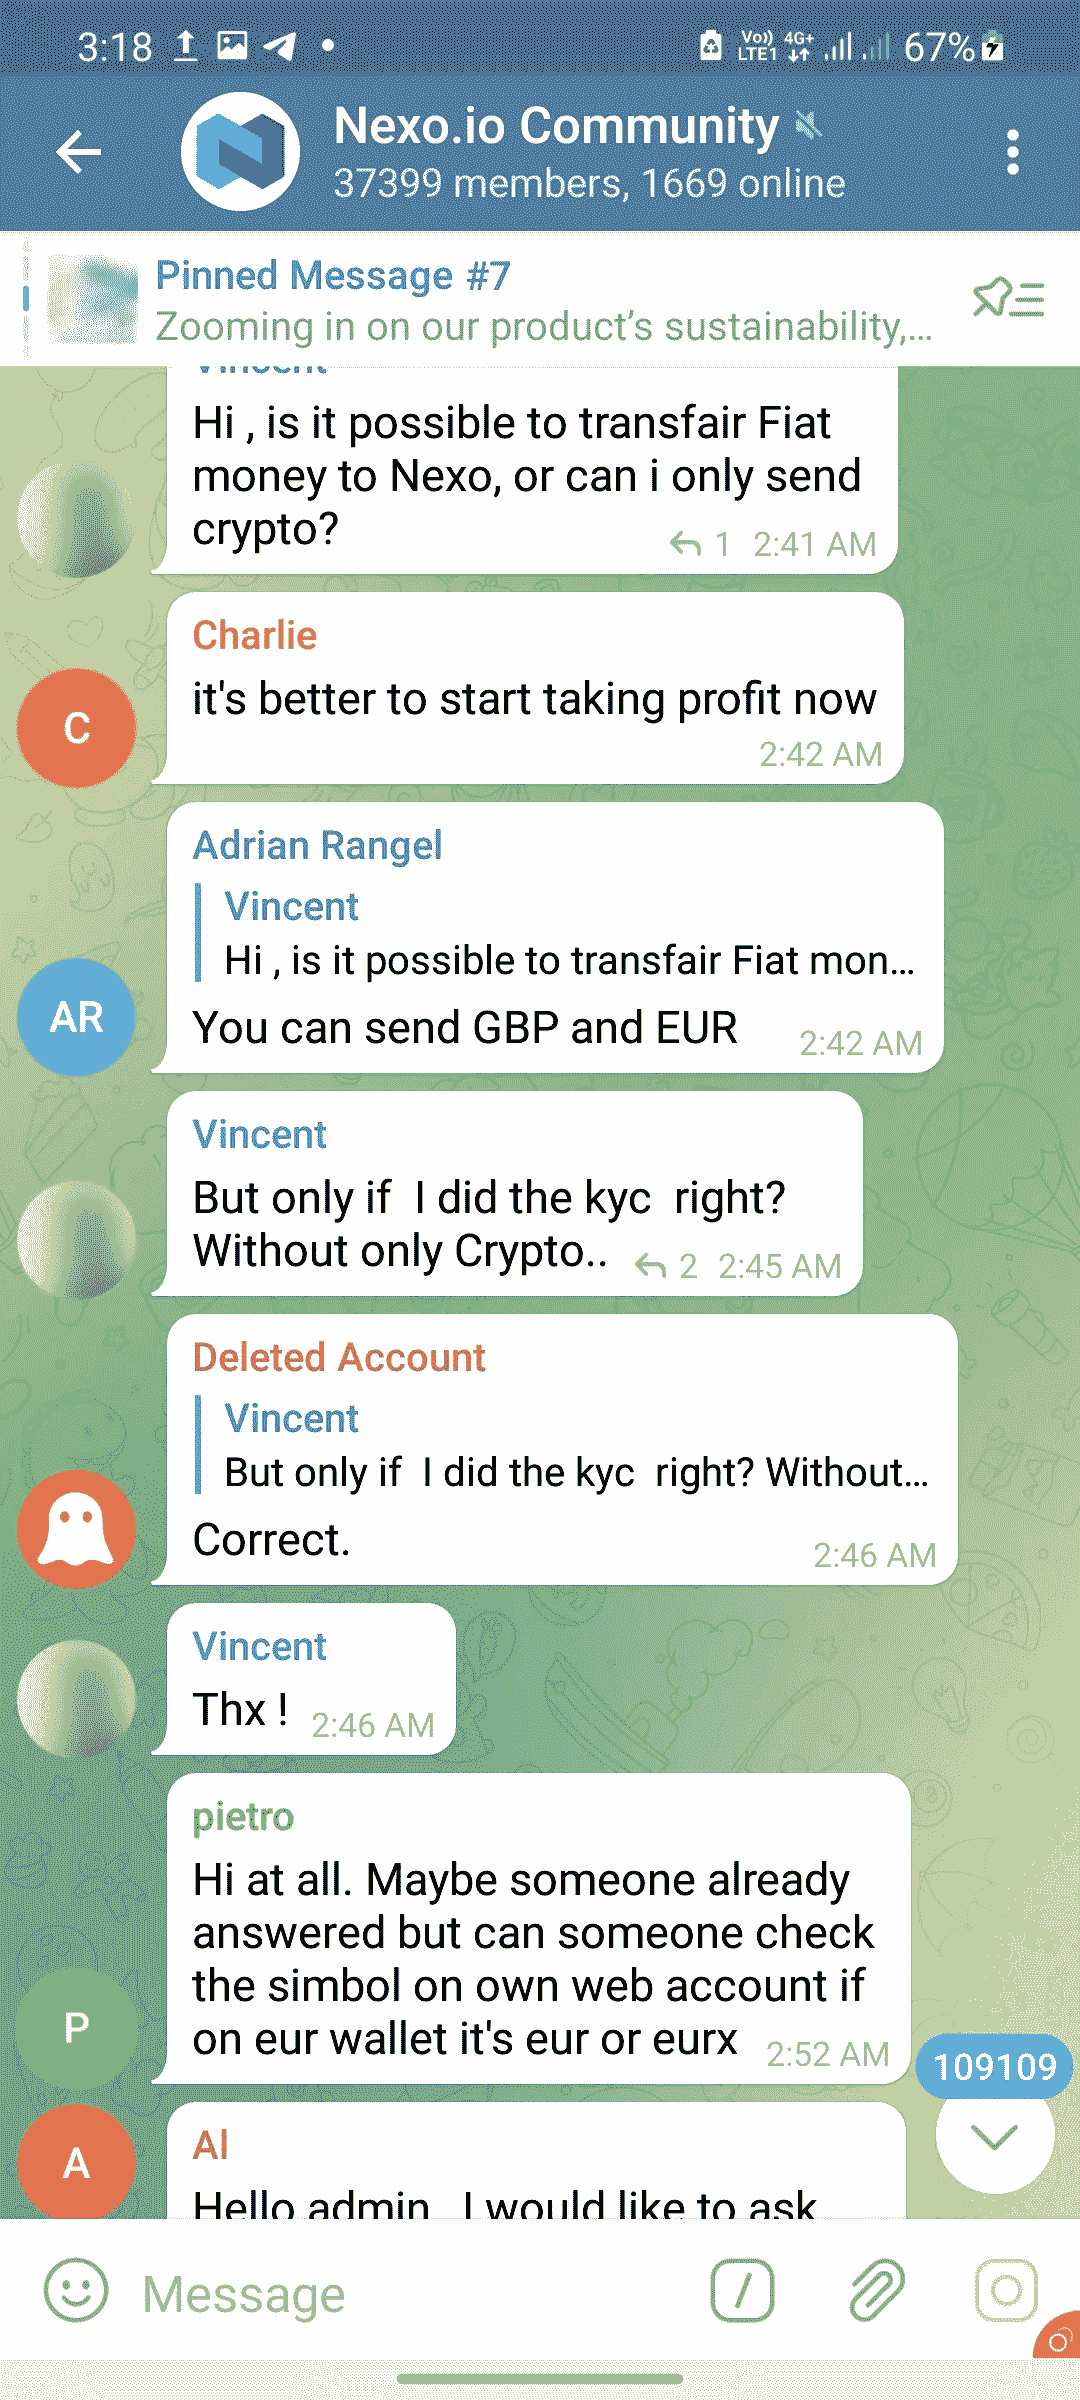 3:18
Vo)) 4G+
LTE1
67%
Nexo.io Community
37399 members, 1669 online
Pinned Message #7
Zooming in on our product's sustainability,...
Vincent
Hi , is it possible to transfair Fiat
money to Nexo, or can i only send
crypto?
1 2:41 AM
C
Charlie
it's better to start taking profit now
2:42 AM
AR
Adrian Rangel
Vincent
Hi , is it possible to transfair Fiat mon...
You can send GBP and EUR
2:42 AM
Vincent
But only if I did the kyc right?
Without only Crypto..
2 2:45 AM
Deleted Account
Vincent
But only if I did the kyc right? Without...
Correct.
2:46 AM
Vincent
Thx !
2:46 AM
P
pietro
Hi at all. Maybe someone already
answered but can someone check
the simbol on own web account if
on eur wallet it's eur or eurx
2:52 AM
109109
A
Al
Hello admin I would like to ask
Message